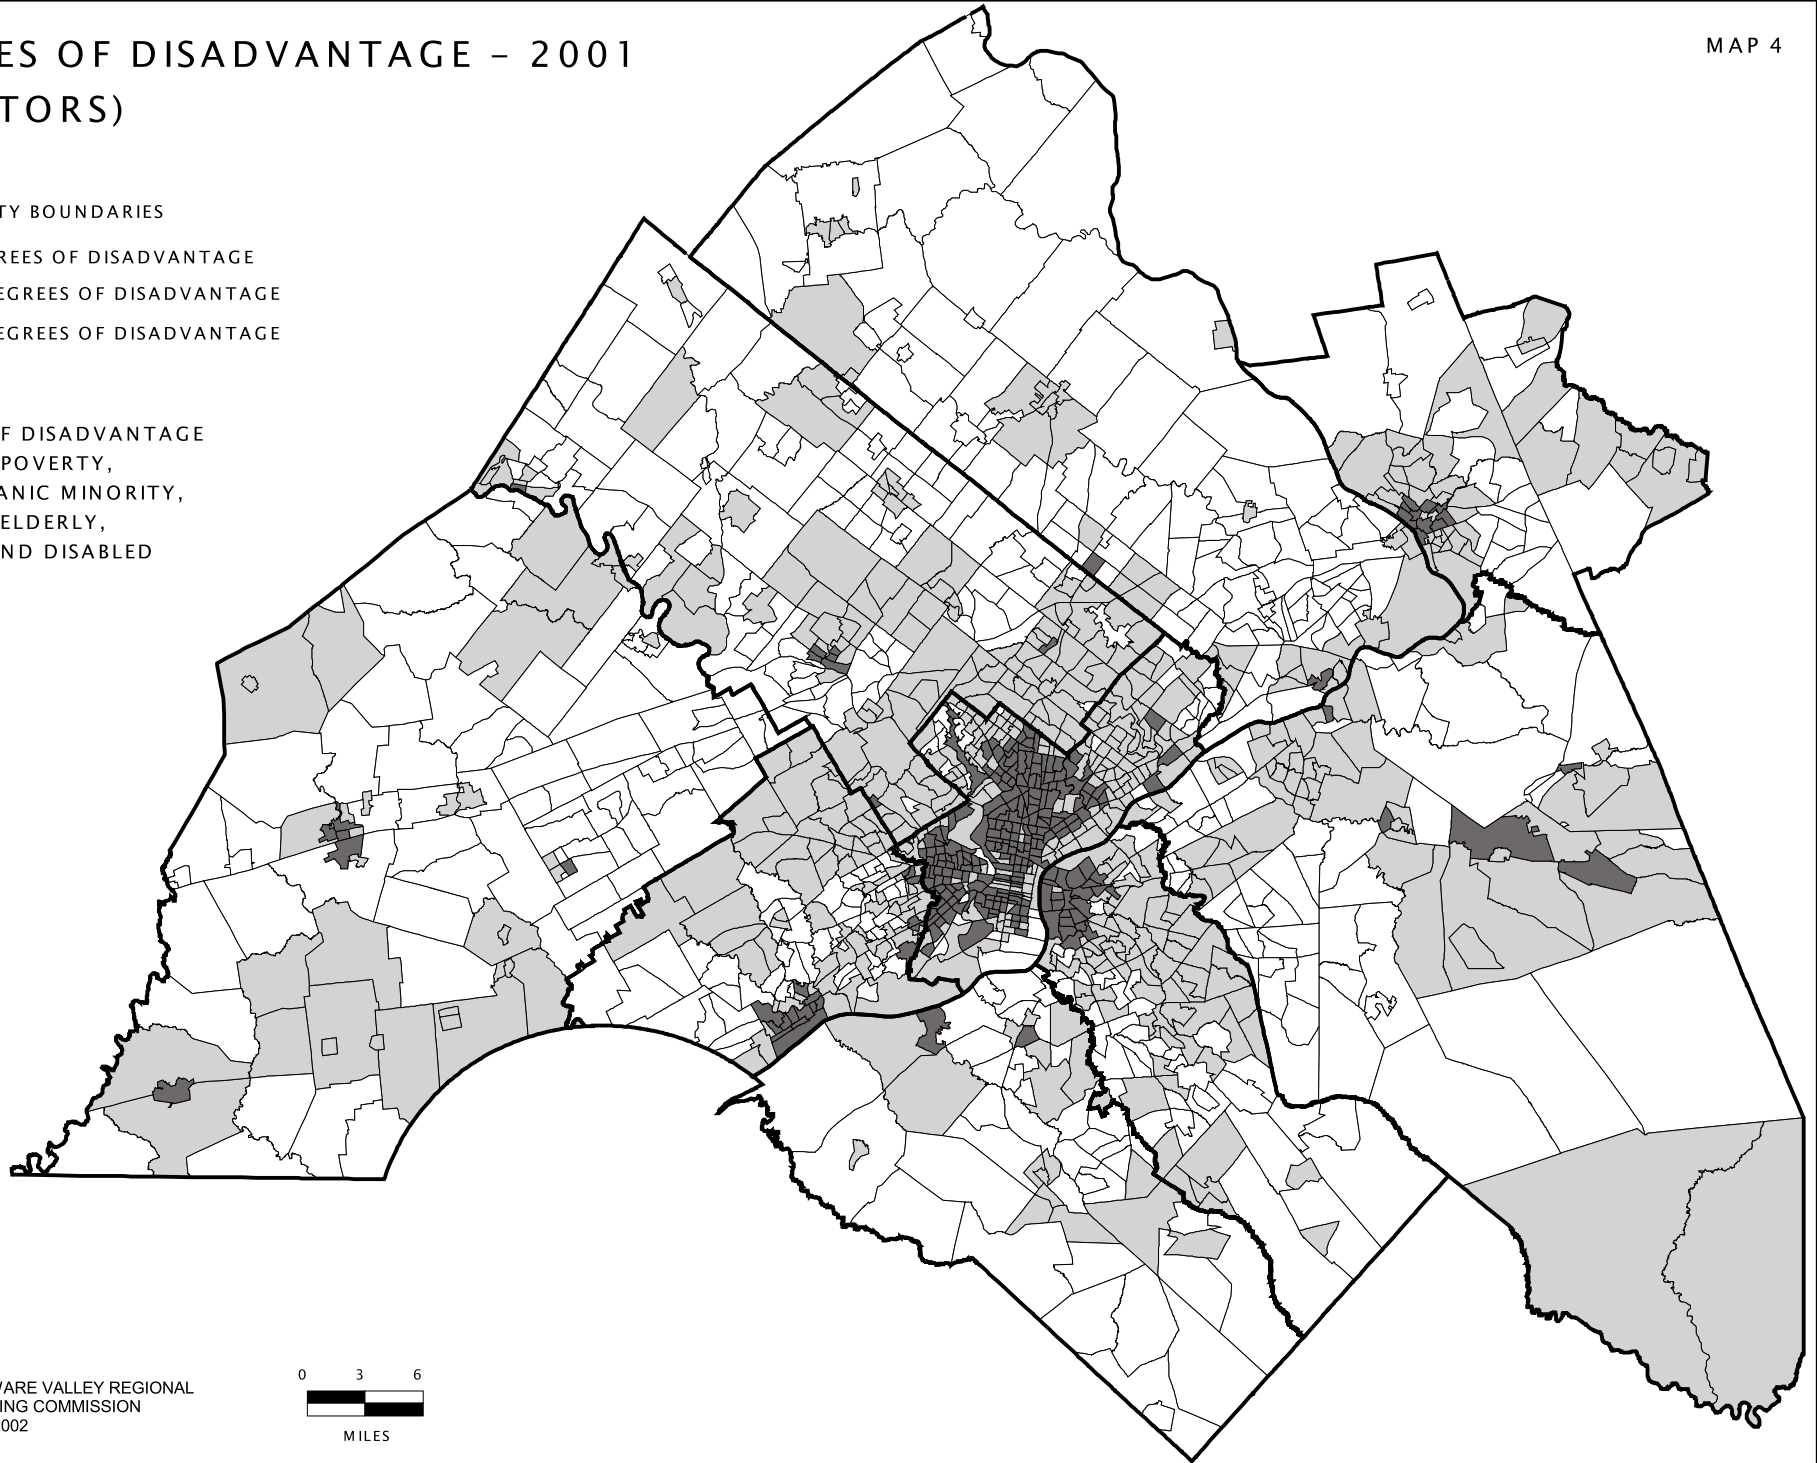 ES OF DISADVANTAGE – 2001
TORS)
MAP 4
TY BOUNDARIES
REES OF DISADVANTAGE
EGREES OF DISADVANTAGE
EGREES OF DISADVANTAGE
F DISADVANTAGE
POVERTY,
ANIC MINORITY,
ELDERLY,
ND DISABLED
WARE VALLEY REGIONAL
ING COMMISSION
002
0 3 6
MILES